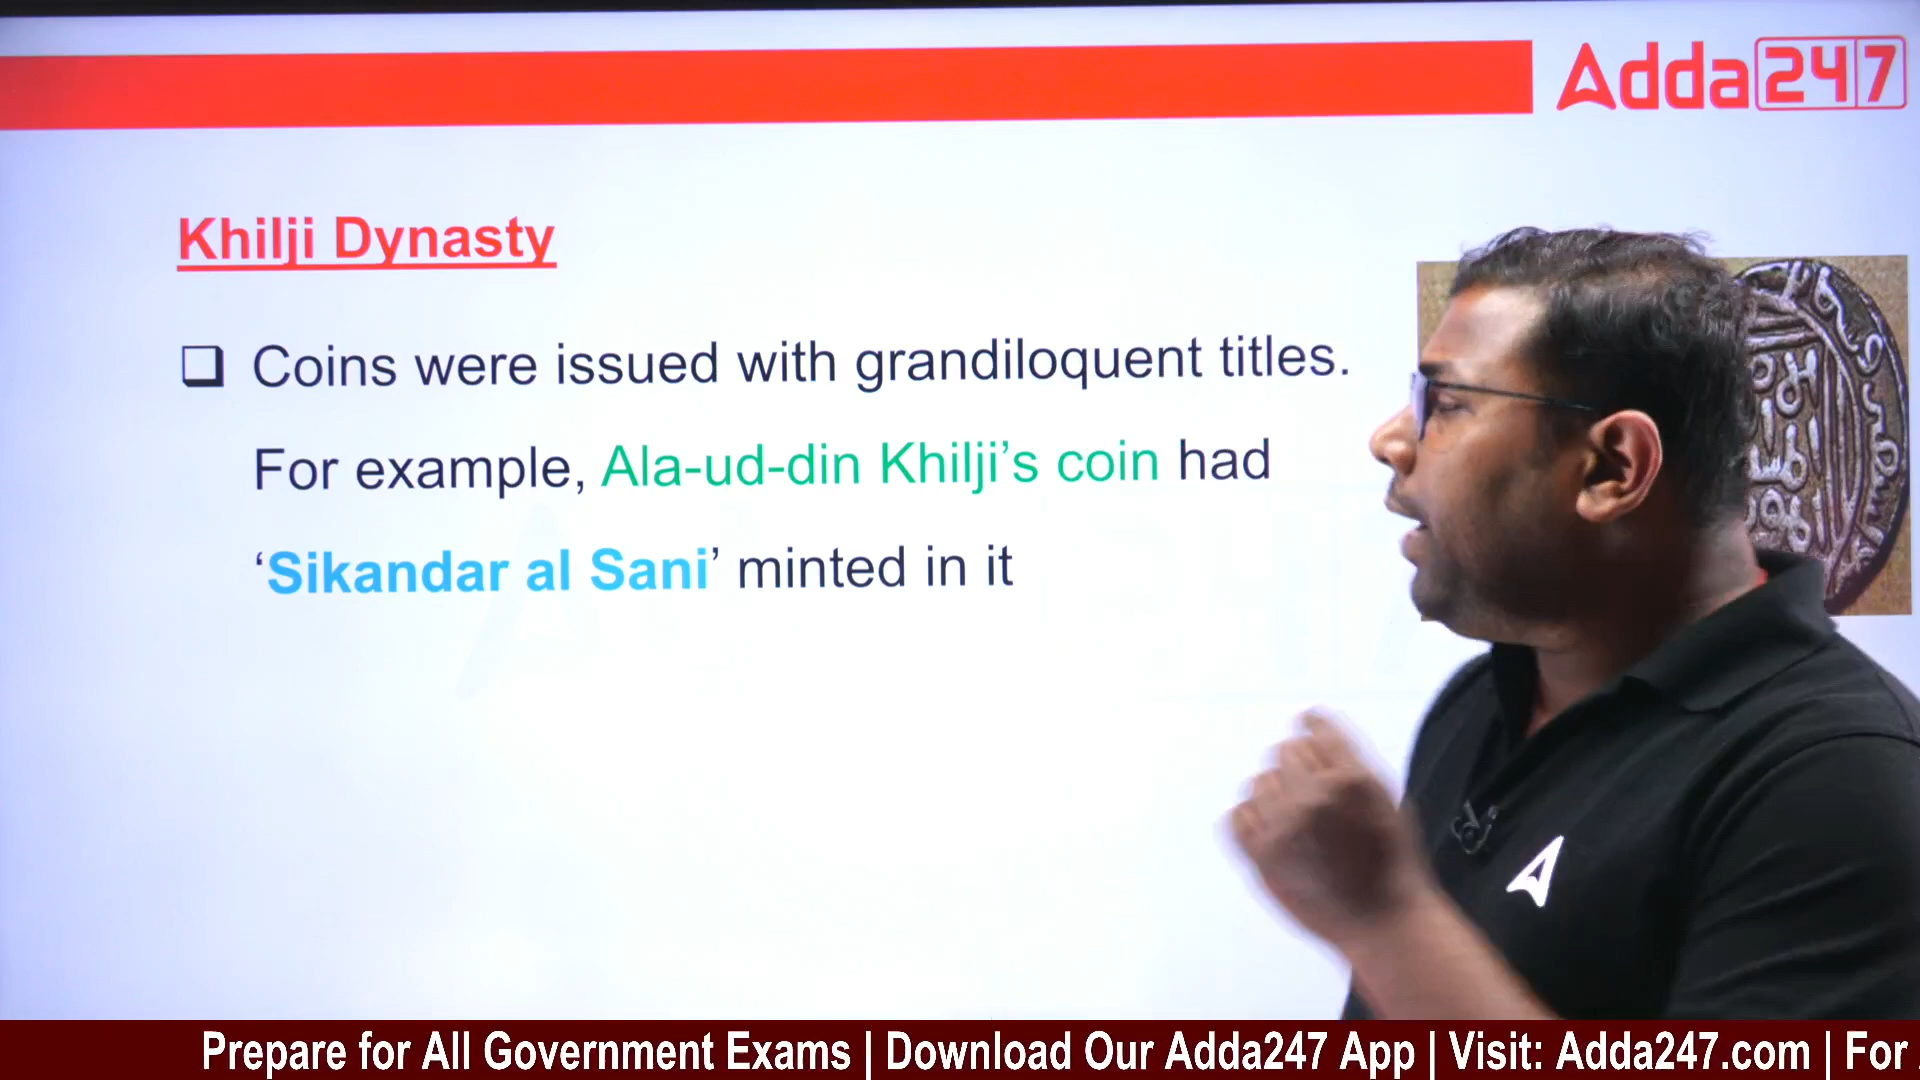 Adda247
Khilji Dynasty
Coins were issued with grandiloquent titles.
For example, Ala-ud-din Khilji’s coin had
‘Sikandar al Sani’ minted in it
Prepare for All Government Exams | Download Our Adda247 App | Visit: Adda247.com | For